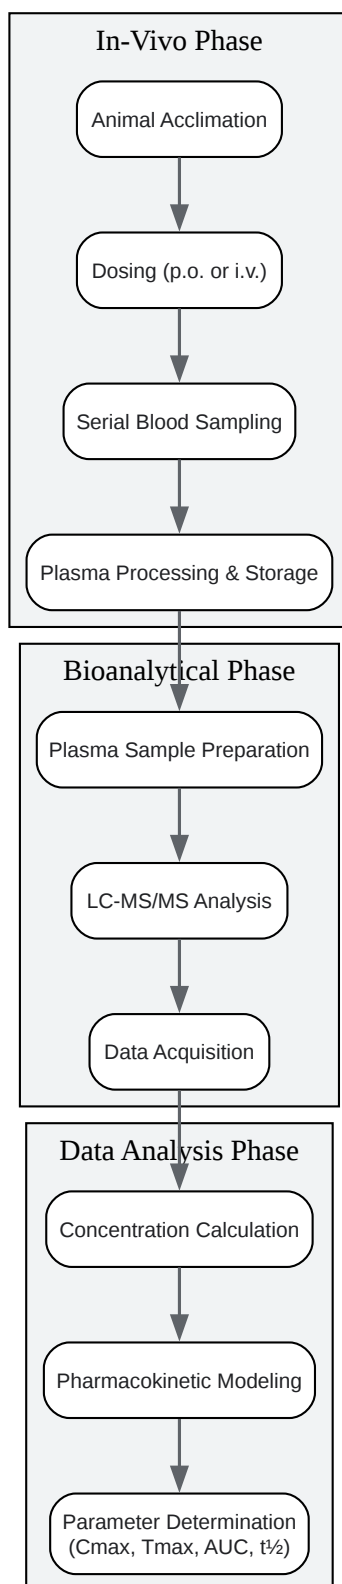 In-Vivo Phase
Animal Acclimation
Dosing (p.o. or i.v.)
Serial Blood Sampling
Plasma Processing & Storage
Bioanalytical Phase
Plasma Sample Preparation
LC-MS/MS Analysis
Data Acquisition
Data Analysis Phase
Concentration Calculation
Pharmacokinetic Modeling
Parameter Determination
(Cmax, Tmax, AUC, t½)